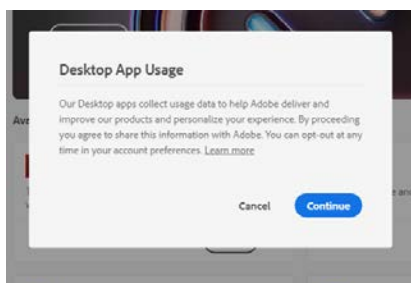 Desktop App Usage
Our Desktop apps collect usage data to help Adobe deliver and
improve our products and personalize your experience. By proceeding
you agree to share this information with Adobe. You can opt-out at any
time in your account preferences. Learn more
Cancel
Continue